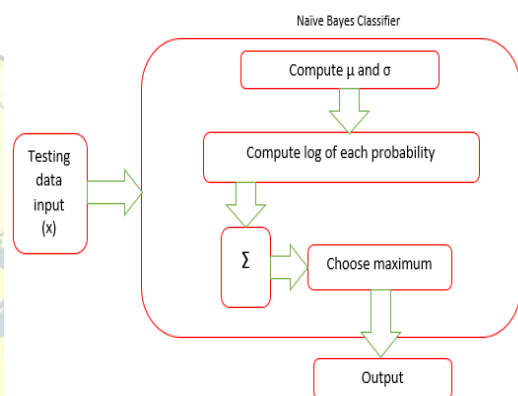 Naïve Bayes Classifier
Compute µ and σ
Compute log of each probability
Testing
data
input
(x)
Σ
Choose maximum
Output